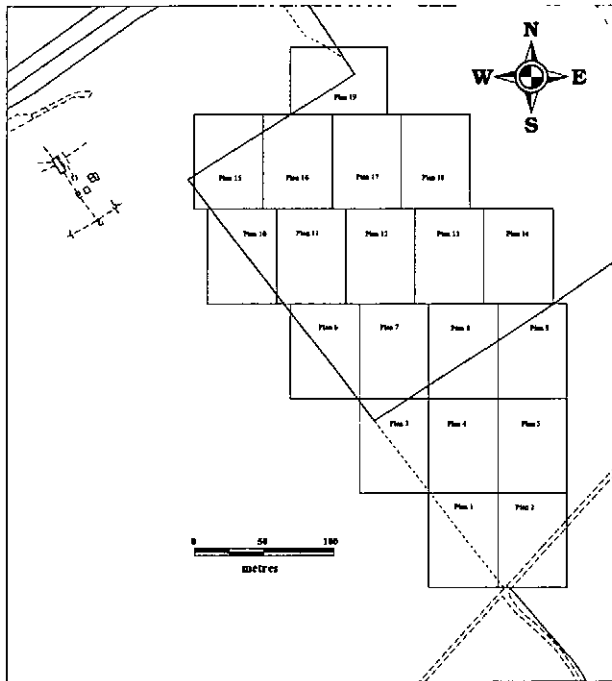 N
W E
S
Plan 19
Plan 15 Plan 16 Plan 17 Plan 18
Plan 10 Plan 11 Plan 12 Plan 13 Plan 14
Plan 6 Plan 7 Plan 8 Plan 9
Plan 3 Plan 4 Plan 5
Plan 1 Plan 2
0 50 100
metres